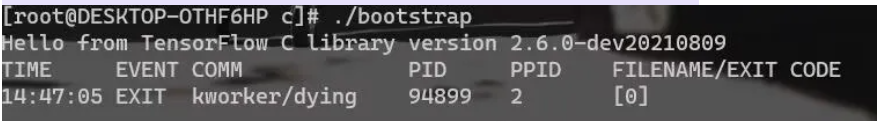 [root@DESKTOP-OTHF6HP c]# ./bootstrap
Hello from TensorFlow C library version 2.6.0-dev20210809
TIME EVENT COMM PID PPID FILENAME/EXIT CODE
14:47:05 EXIT kworker/dying 94899 2 [0]